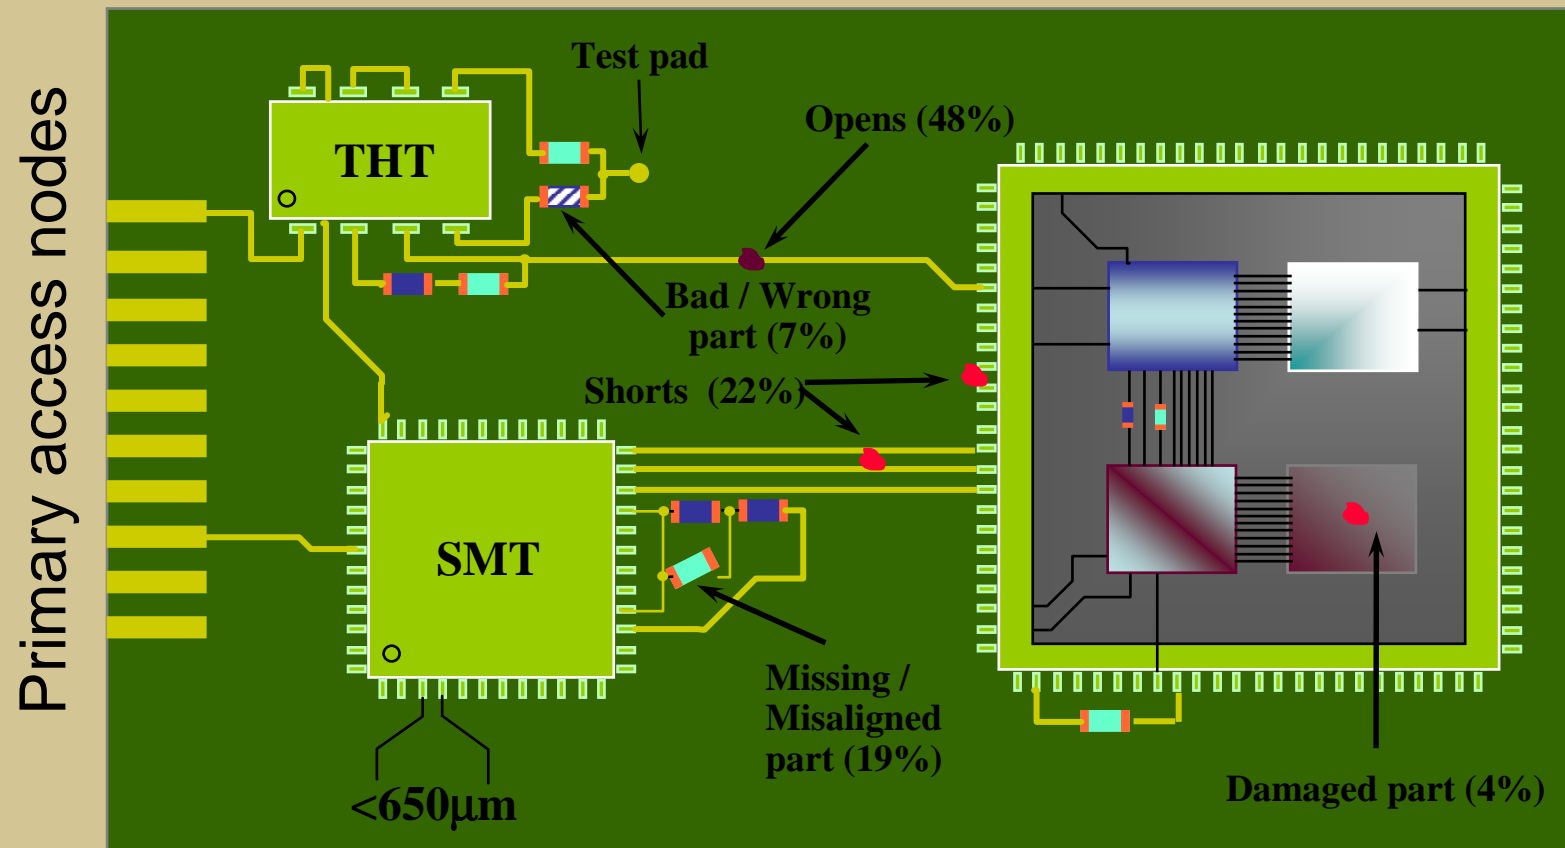 Primary access nodes
Test pad
Opens (48%)
THT
Bad / Wrong
part (7%)
Shorts  (22%)
SMT
Missing /
Misaligned
part (19%)
Damaged part (4%)
<650μm